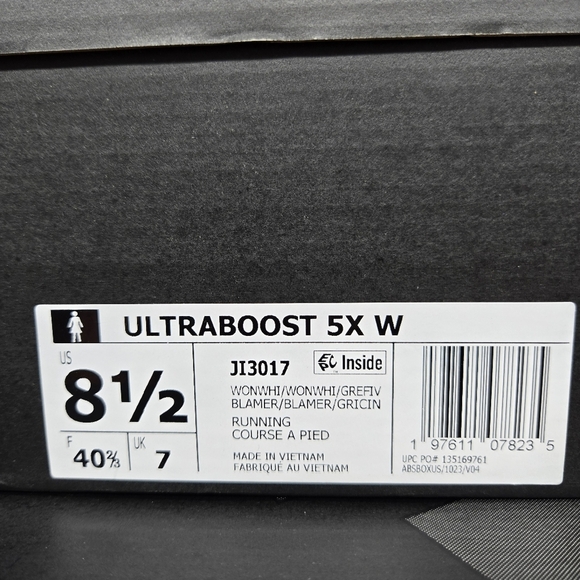 ULTRABOOST 5X W
US
8½
F
40⅔
UK
7
JI3017
Inside
WONWHI/WONWHI/GREFIV
BLAMER/BLAMER/GRICIN
RUNNING
COURSE A PIED
MADE IN VIETNAM
FABRIQUÉ AU VIETNAM
1 97611 07823 5
UPC PO# 135169761
ABSBOXUS/1023/V04